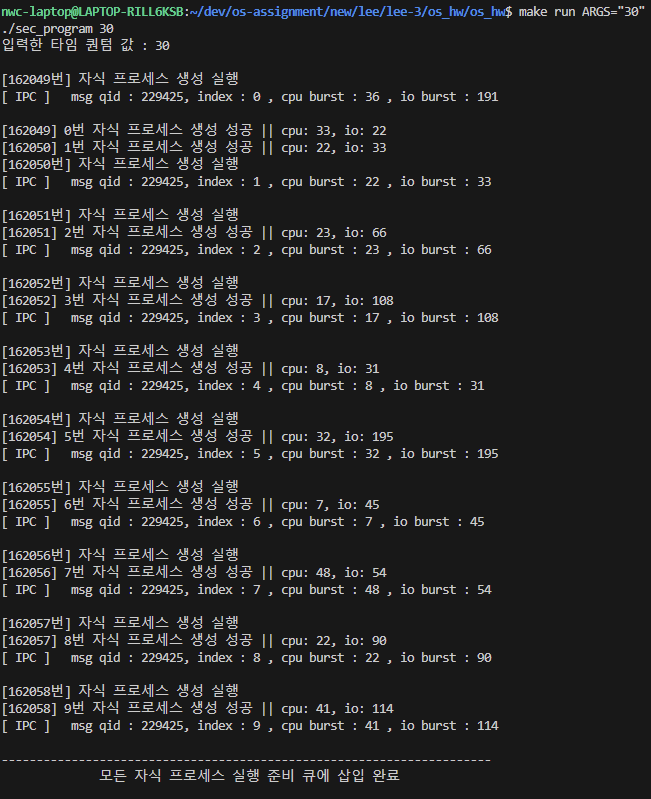 nwc-laptop@LAPTOP-RILL6KSB:~/dev/os-assignment/new/lee/lee-3/os_hw/os_hw$ make run ARGS="30"
./sec_program 30
입력한 타임 퀀텀 값 : 30
[162049번] 자식 프로세스 생성 실행
[ IPC ]   msg qid : 229425, index : 0 , cpu burst : 36 , io burst : 191
[162049] 0번 자식 프로세스 생성 성공 || cpu: 33, io: 22
[162050] 1번 자식 프로세스 생성 성공 || cpu: 22, io: 33
[162050번] 자식 프로세스 생성 실행
[ IPC ]   msg qid : 229425, index : 1 , cpu burst : 22 , io burst : 33
[162051번] 자식 프로세스 생성 실행
[162051] 2번 자식 프로세스 생성 성공 || cpu: 23, io: 66
[ IPC ]   msg qid : 229425, index : 2 , cpu burst : 23 , io burst : 66
[162052번] 자식 프로세스 생성 실행
[162052] 3번 자식 프로세스 생성 성공 || cpu: 17, io: 108
[ IPC ]   msg qid : 229425, index : 3 , cpu burst : 17 , io burst : 108
[162053번] 자식 프로세스 생성 실행
[162053] 4번 자식 프로세스 생성 성공 || cpu: 8, io: 31
[ IPC ]   msg qid : 229425, index : 4 , cpu burst : 8 , io burst : 31
[162054번] 자식 프로세스 생성 실행
[162054] 5번 자식 프로세스 생성 성공 || cpu: 32, io: 195
[ IPC ]   msg qid : 229425, index : 5 , cpu burst : 32 , io burst : 195
[162055번] 자식 프로세스 생성 실행
[162055] 6번 자식 프로세스 생성 성공 || cpu: 7, io: 45
[ IPC ]   msg qid : 229425, index : 6 , cpu burst : 7 , io burst : 45
[162056번] 자식 프로세스 생성 실행
[162056] 7번 자식 프로세스 생성 성공 || cpu: 48, io: 54
[ IPC ]   msg qid : 229425, index : 7 , cpu burst : 48 , io burst : 54
[162057번] 자식 프로세스 생성 실행
[162057] 8번 자식 프로세스 생성 성공 || cpu: 22, io: 90
[ IPC ]   msg qid : 229425, index : 8 , cpu burst : 22 , io burst : 90
[162058번] 자식 프로세스 생성 실행
[162058] 9번 자식 프로세스 생성 성공 || cpu: 41, io: 114
[ IPC ]   msg qid : 229425, index : 9 , cpu burst : 41 , io burst : 114
----------------------------------------------------------------------
모든 자식 프로세스 실행 준비 큐에 삽입 완료